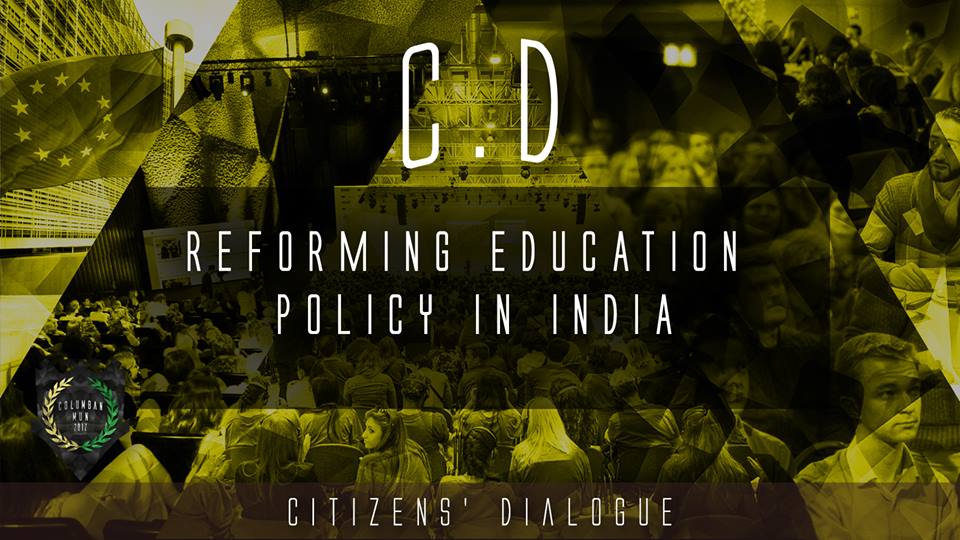 C.D
REFORMING EDUCATION
POLICY IN INDIA
COLUMBAN
MUN
2017
CITIZENS' DIALOGUE